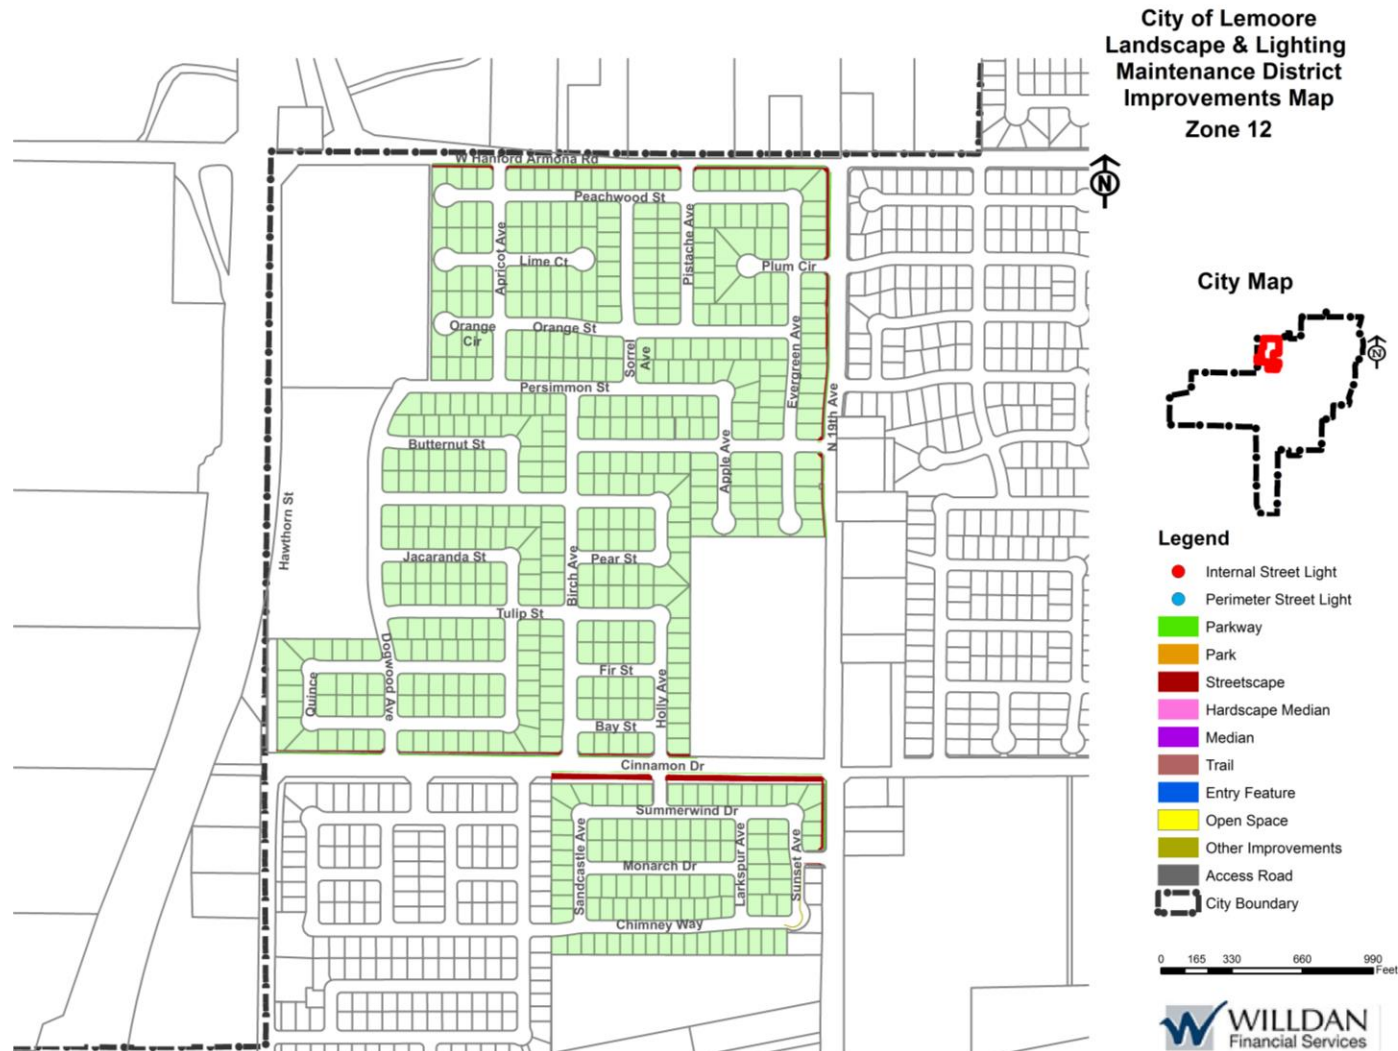 City of Lemoore
Landscape & Lighting
Maintenance District
Improvements Map
Zone 12
W Hanford Armona Rd
Peachwood St
Apricot Ave
Pistache Ave
Lime Ct
Plum Cir
Orange
Cir
Orange St
Sorrel
Ave
Evergreen Ave
Persimmon St
N 19th Ave
Butternut St
Apple Ave
Hawthorn St
Jacaranda St
Birch Ave
Pear St
Tulip St
Dogwood Ave
Quince
Fir St
Holly Ave
Bay St
Cinnamon Dr
Summerwind Dr
Sandcastle Ave
Monarch Dr
Larkspur Ave
Sunset Ave
Chimney Way
N
City Map
N
Legend
Internal Street Light
Perimeter Street Light
Parkway
Park
Streetscape
Hardscape Median
Median
Trail
Entry Feature
Open Space
Other Improvements
Access Road
City Boundary
0 165 330 660 990
Feet
W WILLDAN
Financial Services